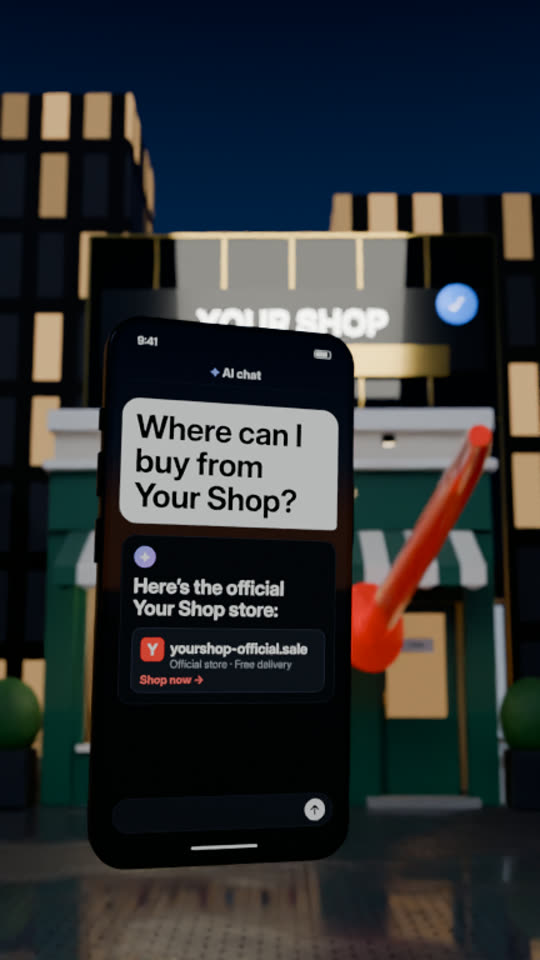 YOUR SHOP
9:41
AI chat
Where can I
buy from
Your Shop?
Here's the official
Your Shop store:
Y
yourshop-official.sale
Official store · Free delivery
Shop now →